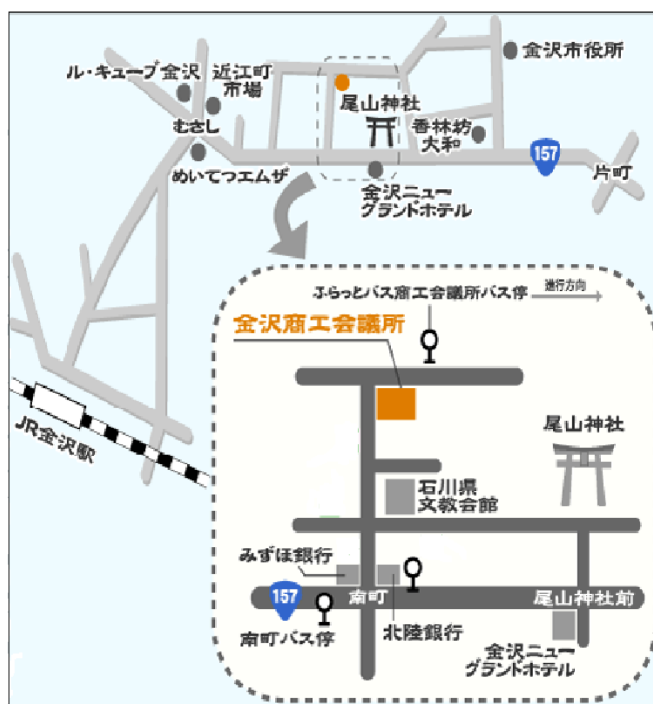 金沢市役所
ル・キューブ金沢
近江町
市場
尾山神社
むさし
香林坊
大和
めいてつエムザ
157
片町
金沢ニュー
グランドホテル
ふらっとバス商工会議所バス停
進行方向
金沢商工会議所
JR金沢駅
尾山神社
石川県
文教会館
みずほ銀行
157
南町
尾山神社前
南町バス停
北陸銀行
金沢ニュー
グランドホテル